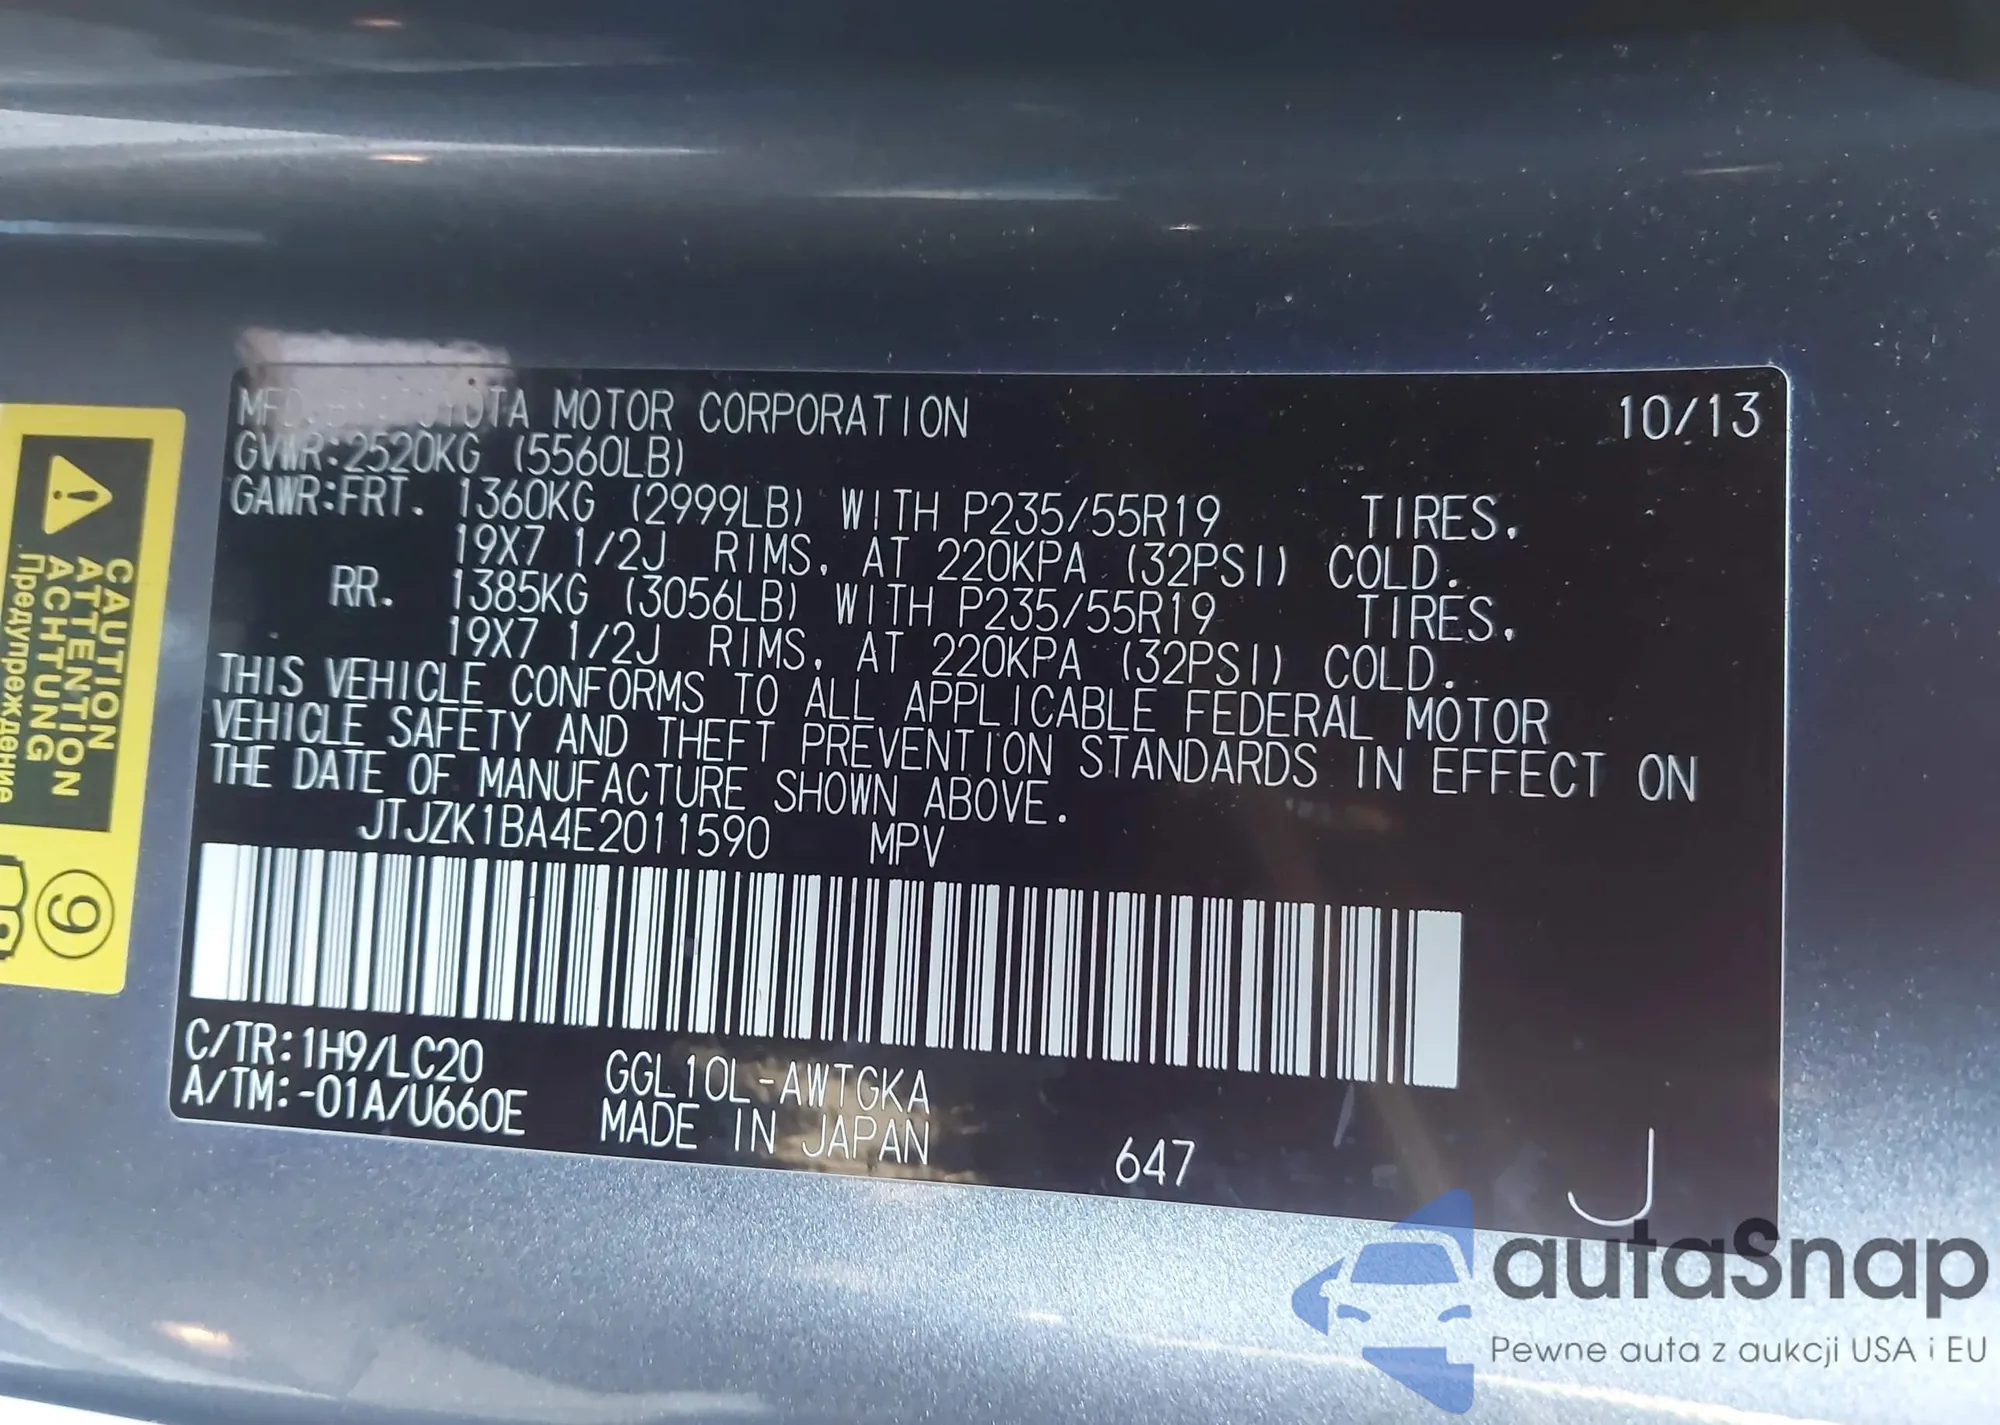 MFD. BY TOYOTA MOTOR CORPORATION 10/13
GVWR:2520KG (5560LB)
GAWR:FRT. 1360KG (2999LB) WITH P235/55R19 TIRES.
19X7 1/2J RIMS, AT 220KPA (32PSI) COLD.
RR. 1385KG (3056LB) WITH P235/55R19 TIRES.
19X7 1/2J RIMS, AT 220KPA (32PSI) COLD.
THIS VEHICLE CONFORMS TO ALL APPLICABLE FEDERAL MOTOR
VEHICLE SAFETY AND THEFT PREVENTION STANDARDS IN EFFECT ON
THE DATE OF MANUFACTURE SHOWN ABOVE.
JTJZK1BA4E2011590 MPV
C/TR:1H9/LC20 GGL10L-AWTGKA
A/TM:-01A/U660E MADE IN JAPAN
647 J
CAUTION
ATTENTION
ACHTUNG
Предупреждение
9
autaSnap
Pewne auta z aukcji USA i EU